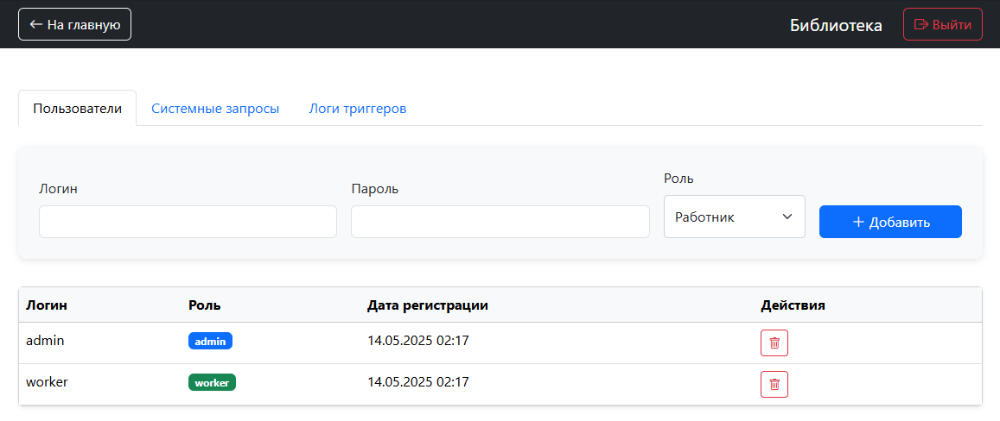 ← На главную Библиотека Выйти
Пользователи Системные запросы Логи триггеров
Логин Пароль Роль
Работник + Добавить
Логин Роль Дата регистрации Действия
admin admin 14.05.2025 02:17
worker worker 14.05.2025 02:17